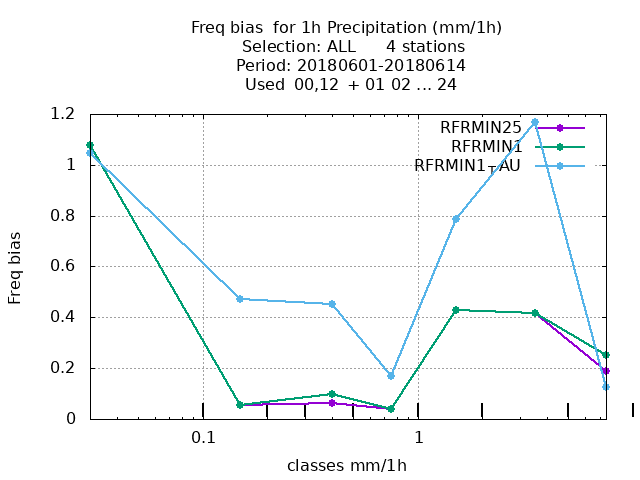 Freq bias  for 1h Precipitation (mm/1h)
Selection: ALL      4 stations
Period: 20180601-20180614
Used  00,12  + 01 02 ... 24
RFRMIN25
RFRMIN1
RFRMIN1TAU
1.2
1
0.8
0.6
0.4
0.2
0
Freq bias
0.1
1
classes mm/1h